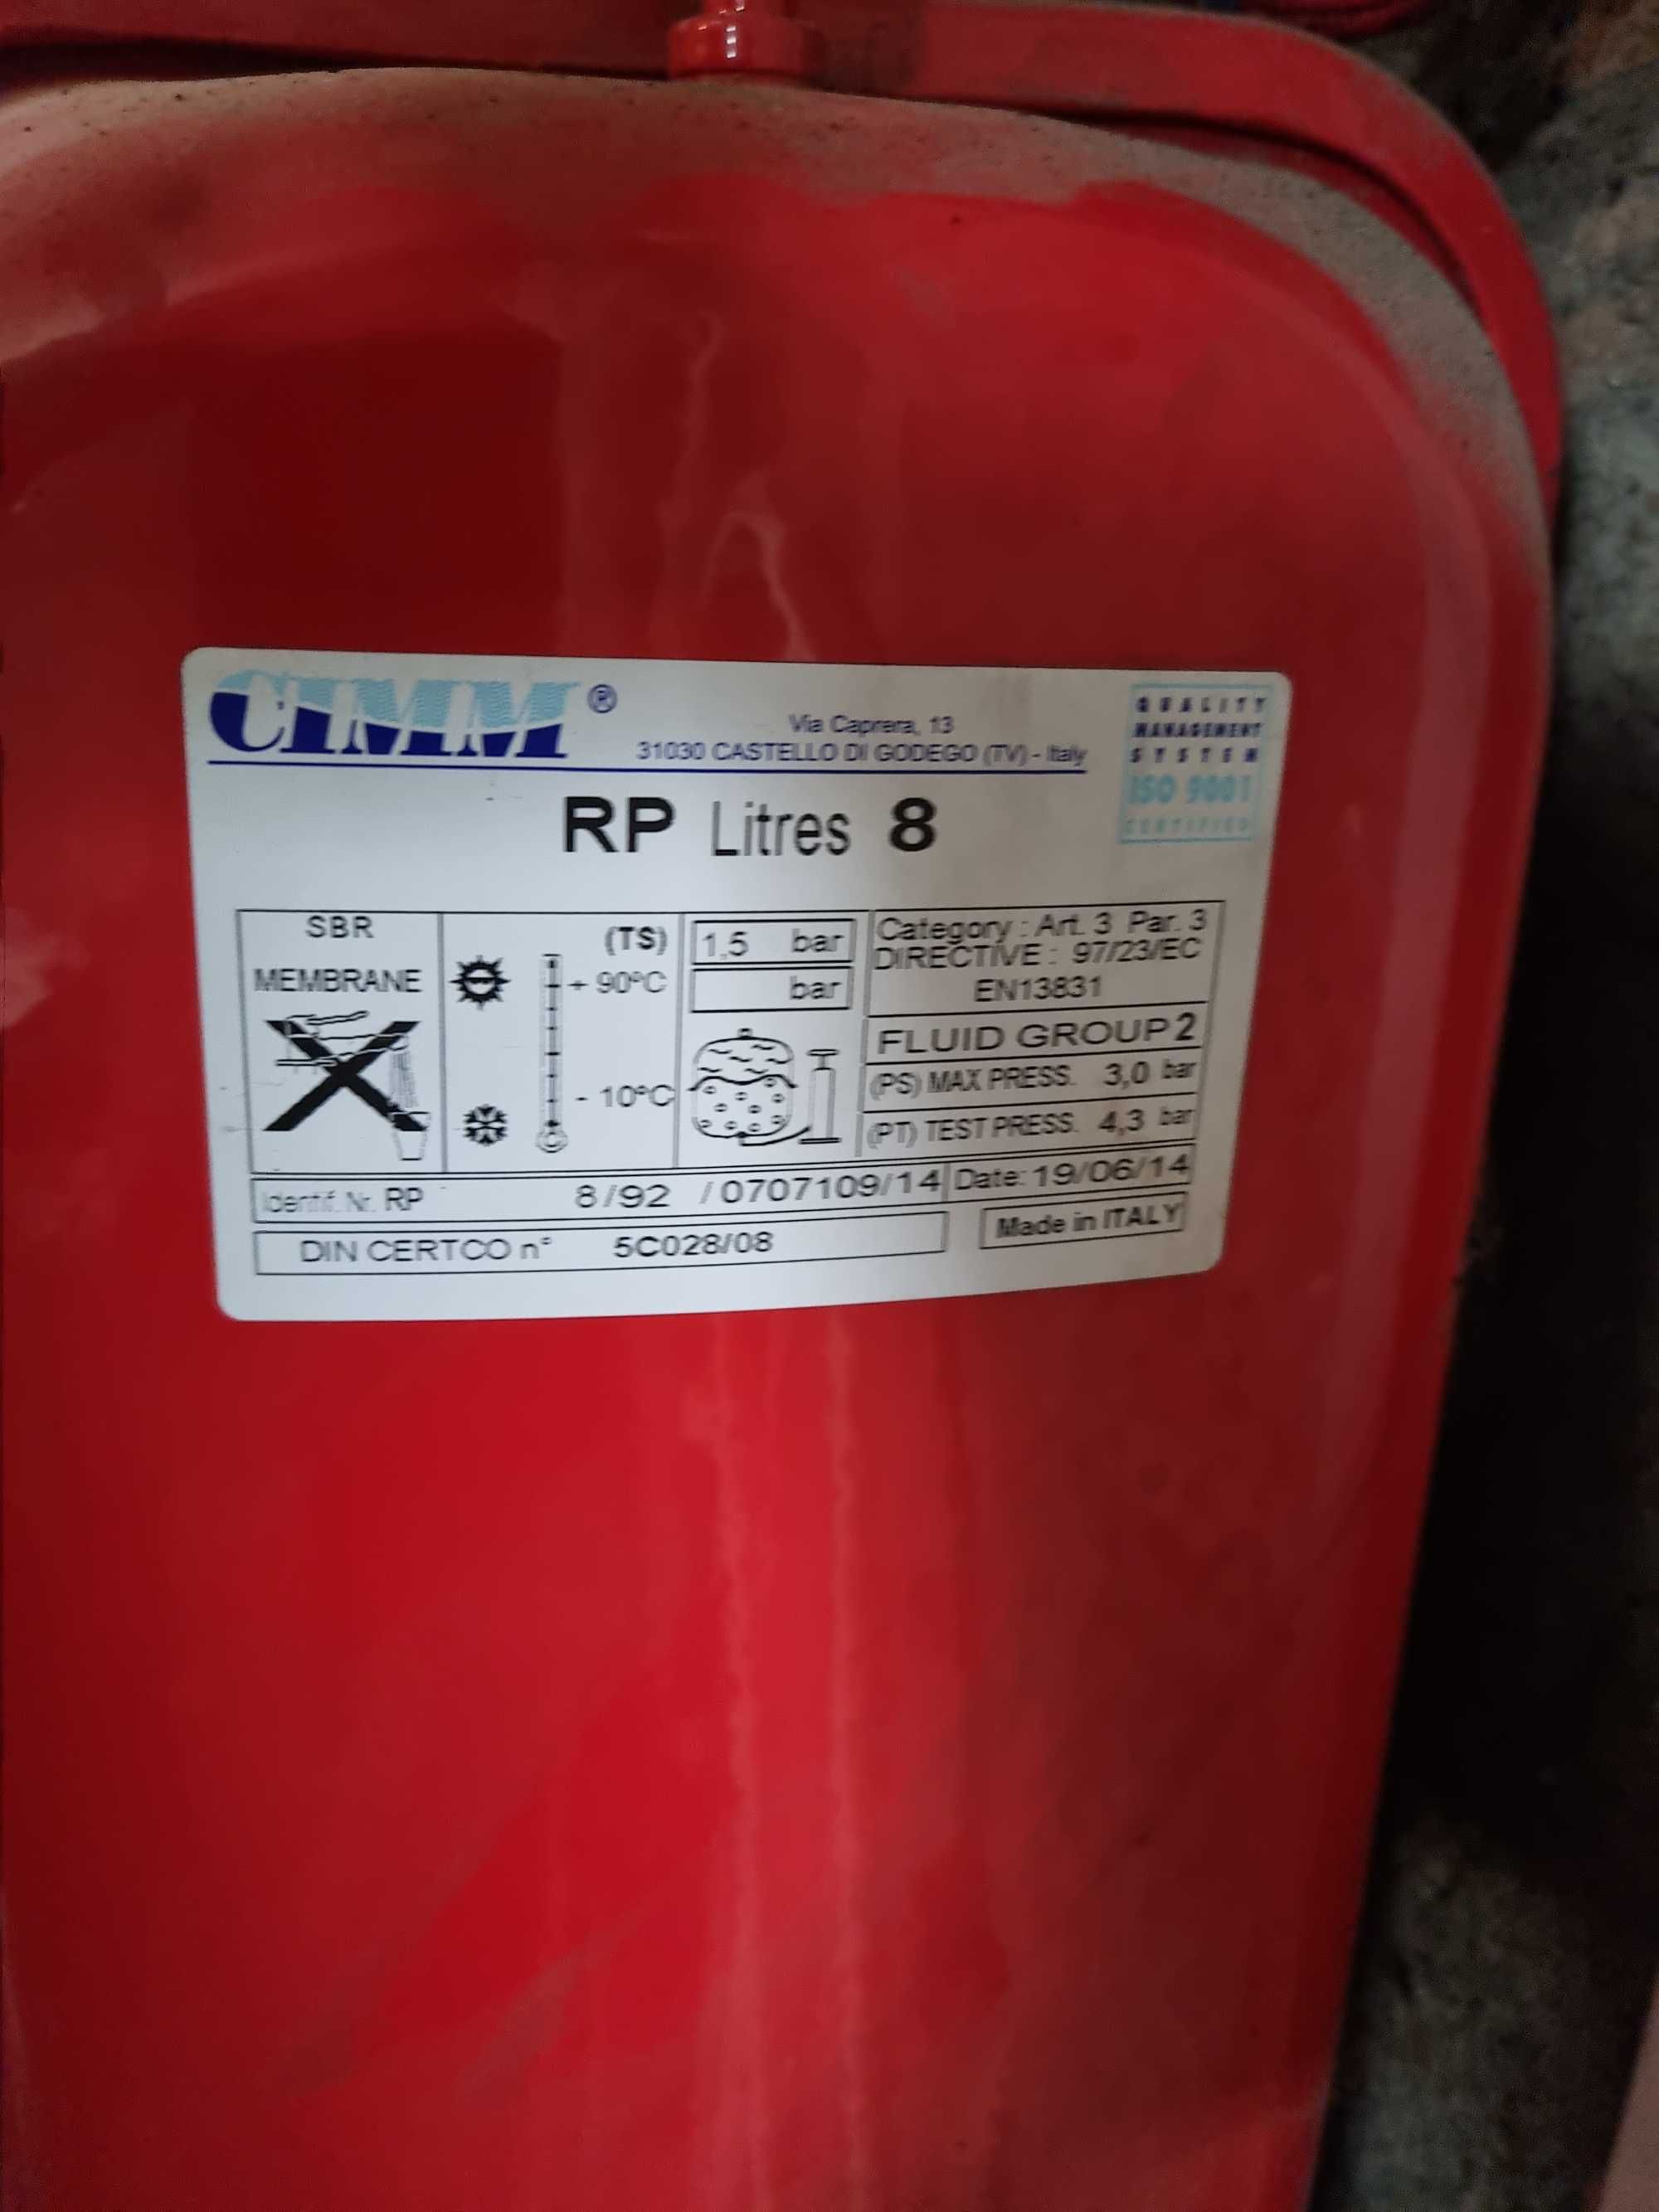 CIMM ®
Via Caprera, 13
31030 CASTELLO DI GODEGO (TV) - Italy
QUALITY
MANAGEMENT
SYSTEM
ISO 9001
CERTIFIED
RP Litres 8
SBR
MEMBRANE
(TS)
+ 90°C
- 10°C
1,5 bar
bar
Category : Art. 3 Par. 3
DIRECTIVE : 97/23/EC
EN13831
FLUID GROUP 2
(PS) MAX PRESS. 3,0 bar
(PT) TEST PRESS. 4,3 bar
Identif. Nr. RP 8/92 /0707109/14 Date: 19/06/14
DIN CERTCO n° 5C028/08
Made in ITALY